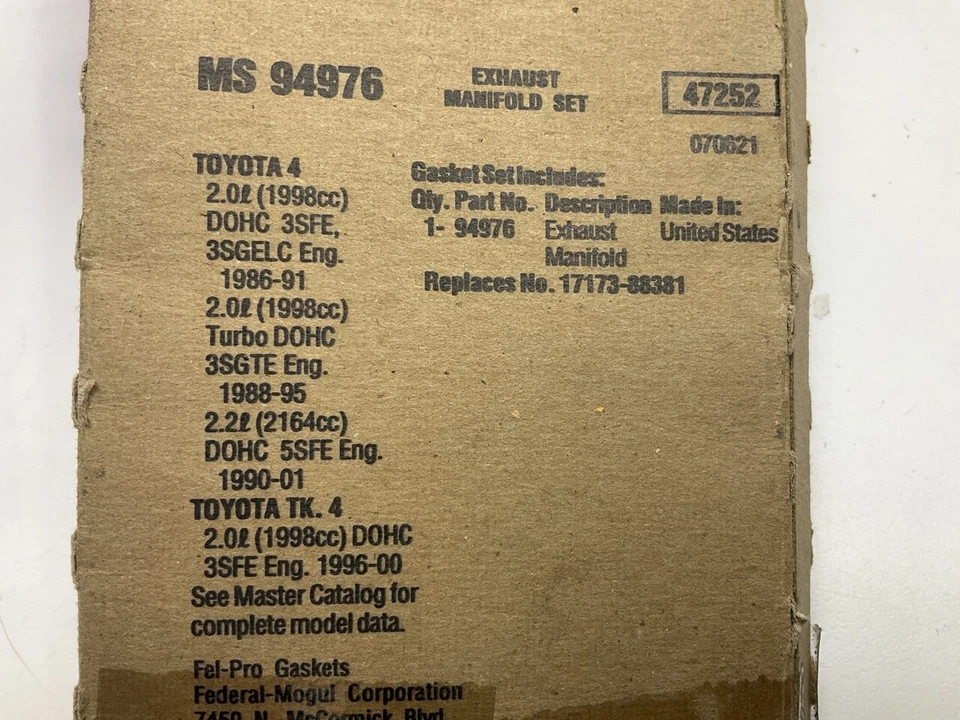 MS 94976
EXHAUST
MANIFOLD SET
47252
070621
TOYOTA 4
2.0ℓ (1998cc)
DOHC 3SFE,
3SGELC Eng.
1986-91
2.0ℓ (1998cc)
Turbo DOHC
3SGTE Eng.
1988-95
2.2ℓ (2164cc)
DOHC 5SFE Eng.
1990-01
TOYOTA TK. 4
2.0ℓ (1998cc) DOHC
3SFE Eng. 1996-00
See Master Catalog for
complete model data.
Gasket Set Includes:
Qty. Part No. Description Made In:
1- 94976 Exhaust United States
Manifold
Replaces No. 17173-88381
Fel-Pro Gaskets
Federal-Mogul Corporation
7450 N. McCormick Blvd.